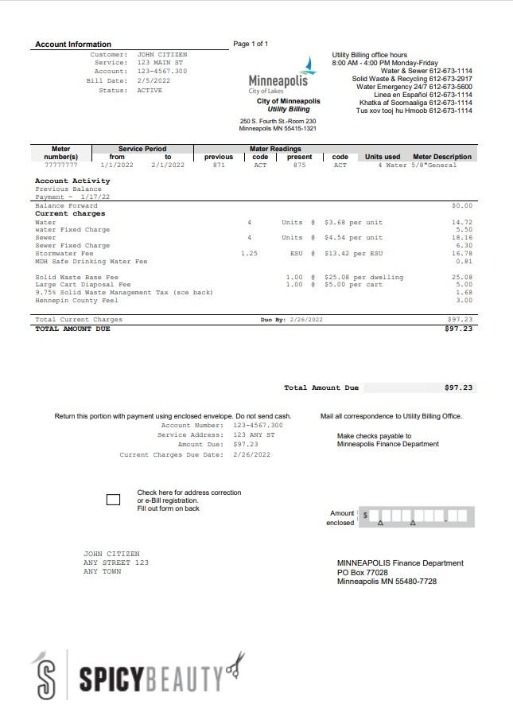 Account Information
Page 1 of 1
Customer: JOHN CITIZEN
Service: 123 MAIN ST
Account: 123-4567.300
Bill Date: 2/5/2022
Status: ACTIVE
Minneapolis
City of Lakes
City of Minneapolis
Utility Billing
250 S. Fourth St.-Room 230
Minneapolis MN 55415-1321
Utility Billing office hours
8:00 AM - 4:00 PM Monday-Friday
Water & Sewer 612-673-1114
Solid Waste & Recycling 612-673-2917
Water Emergency 24/7 612-673-5600
Linea en Español 612-673-1114
Khatka af Soomaaliga 612-673-1114
Tus xov tooj hu Hmoob 612-673-1114
Meter Service Period Mater Readings
number(s) from to previous code present code Units used Meter Description
77777777 1/1/2022 2/1/2022 871 ACT 875 ACT 4 Water 5/8"General
Account Activity
Previous Balance
Payment - 1/17/22
Balance Forward $0.00
Current charges
Water 4 Units @ $3.68 per unit 14.72
water Fixed Charge 5.50
Sewer 4 Units @ $4.54 per unit 18.16
Sewer Fixed Charge 6.30
Stormwater Fee 1.25 ESU @ $13.42 per ESU 16.78
MDH Safe Drinking Water Fee 0.81
Solid Waste Base Fee 1.00 @ $25.08 per dwelling 25.08
Large Cart Disposal Fee 1.00 @ $5.00 per cart 5.00
9.75% Solid Waste Management Tax (sce back) 1.68
Hennepin County Feel 3.00
Total Current Charges Due By: 2/26/2022 $97.23
TOTAL AMOUNT DUE $97.23
Total Amount Due $97.23
Return this portion with payment using enclosed envelope. Do not send cash.
Mail all correspondence to Utility Billing Office.
Account Number: 123-4567.300
Service Address: 123 ANY ST
Amount Due: $97.23
Current Charges Due Date: 2/26/2022
Make checks payable to
Minneapolis Finance Department
Check here for address correction
or e-Bill registration.
Fill out form on back
Amount
enclosed
$
JOHN CITIZEN
ANY STREET 123
ANY TOWN
MINNEAPOLIS Finance Department
PO Box 77028
Minneapolis MN 55480-7728
S SPICYBEAUTY